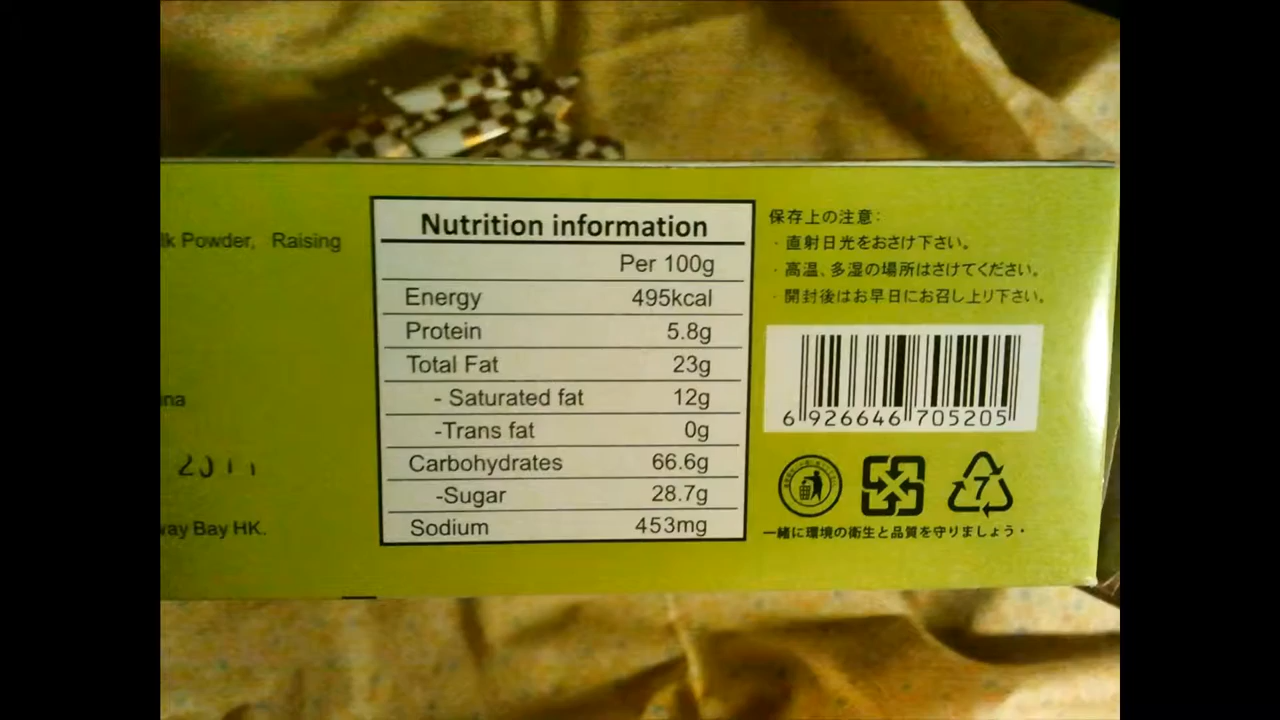 lk Powder, Raising
way Bay HK.
Nutrition information
Per 100g
Energy 495kcal
Protein 5.8g
Total Fat 23g
- Saturated fat 12g
-Trans fat 0g
Carbohydrates 66.6g
-Sugar 28.7g
Sodium 453mg
保存上の注意:
· 直射日光をおさけ下さい。
· 高温、多湿の場所はさけてください。
· 開封後はお早目にお召し上り下さい。
6 926646 705205
7
一緒に環境の衛生と品質を守りましょう·